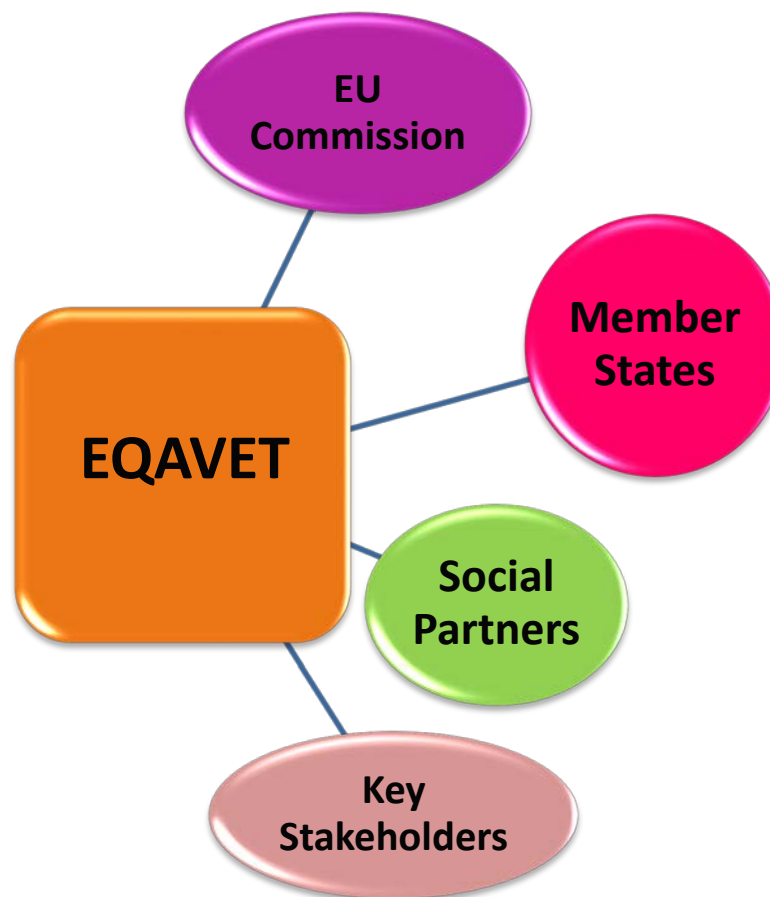 EU
Commission
Member
States
EQAVET
Social
Partners
Key
Stakeholders